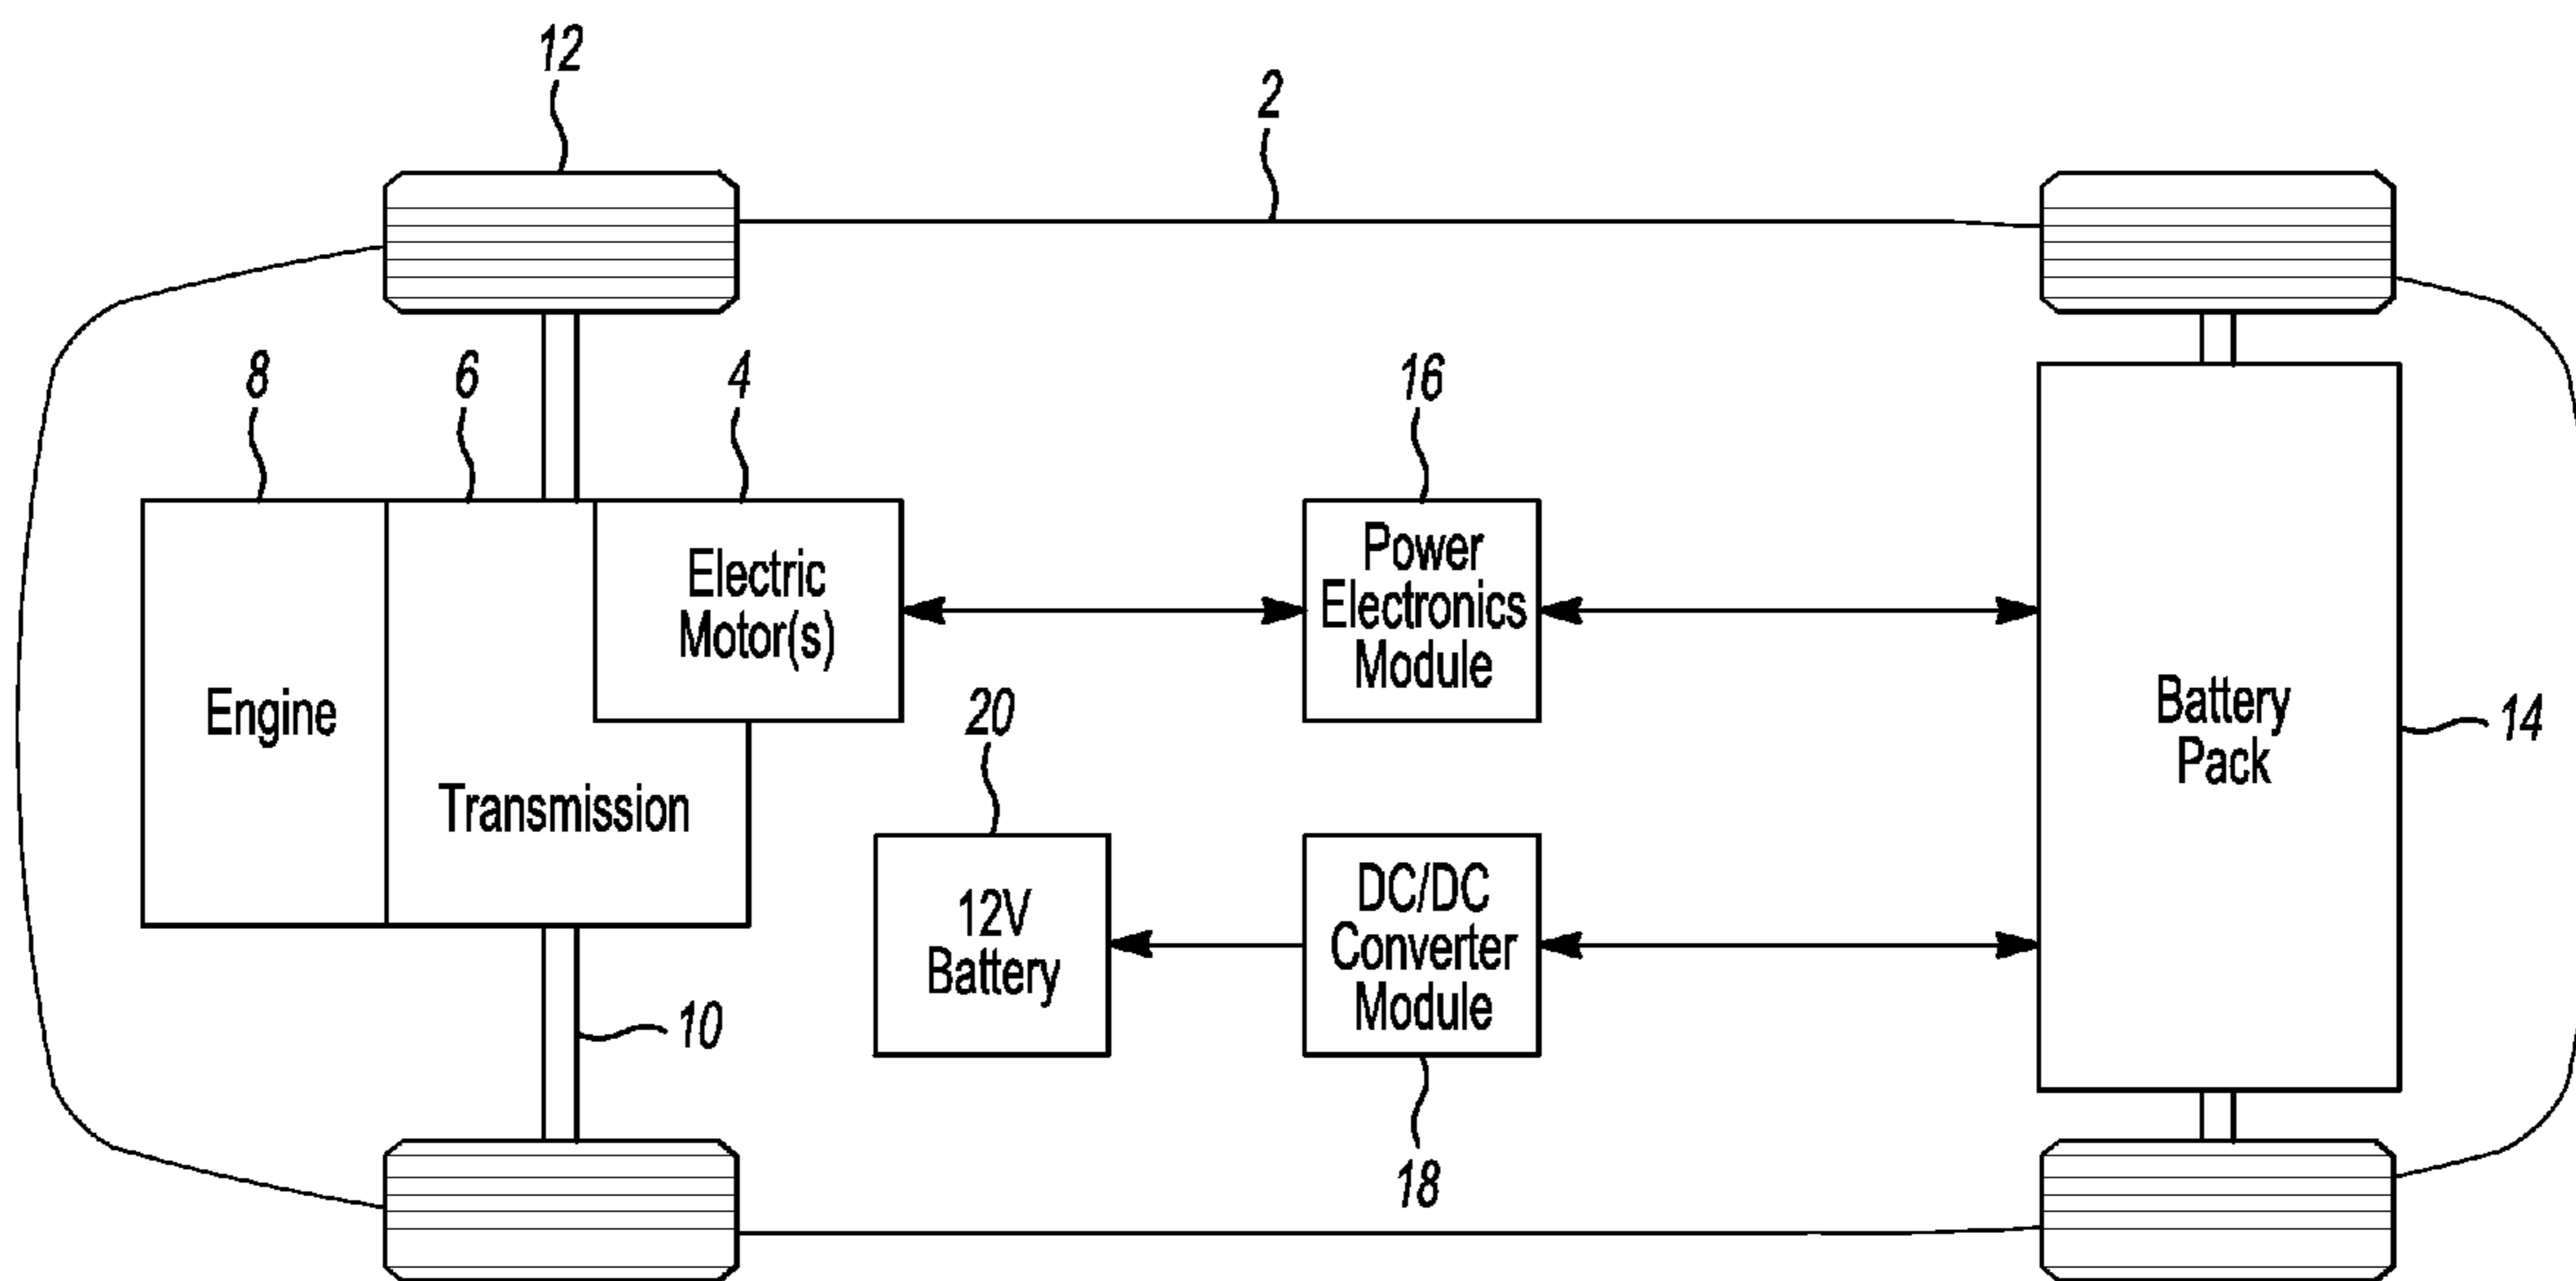 12
2
8
6
4
16
Electric
Motor(s)
Power
Electronics
Module
Engine
Transmission
20
Battery
Pack
14
12V
Battery
DC/DC
Converter
Module
10
18